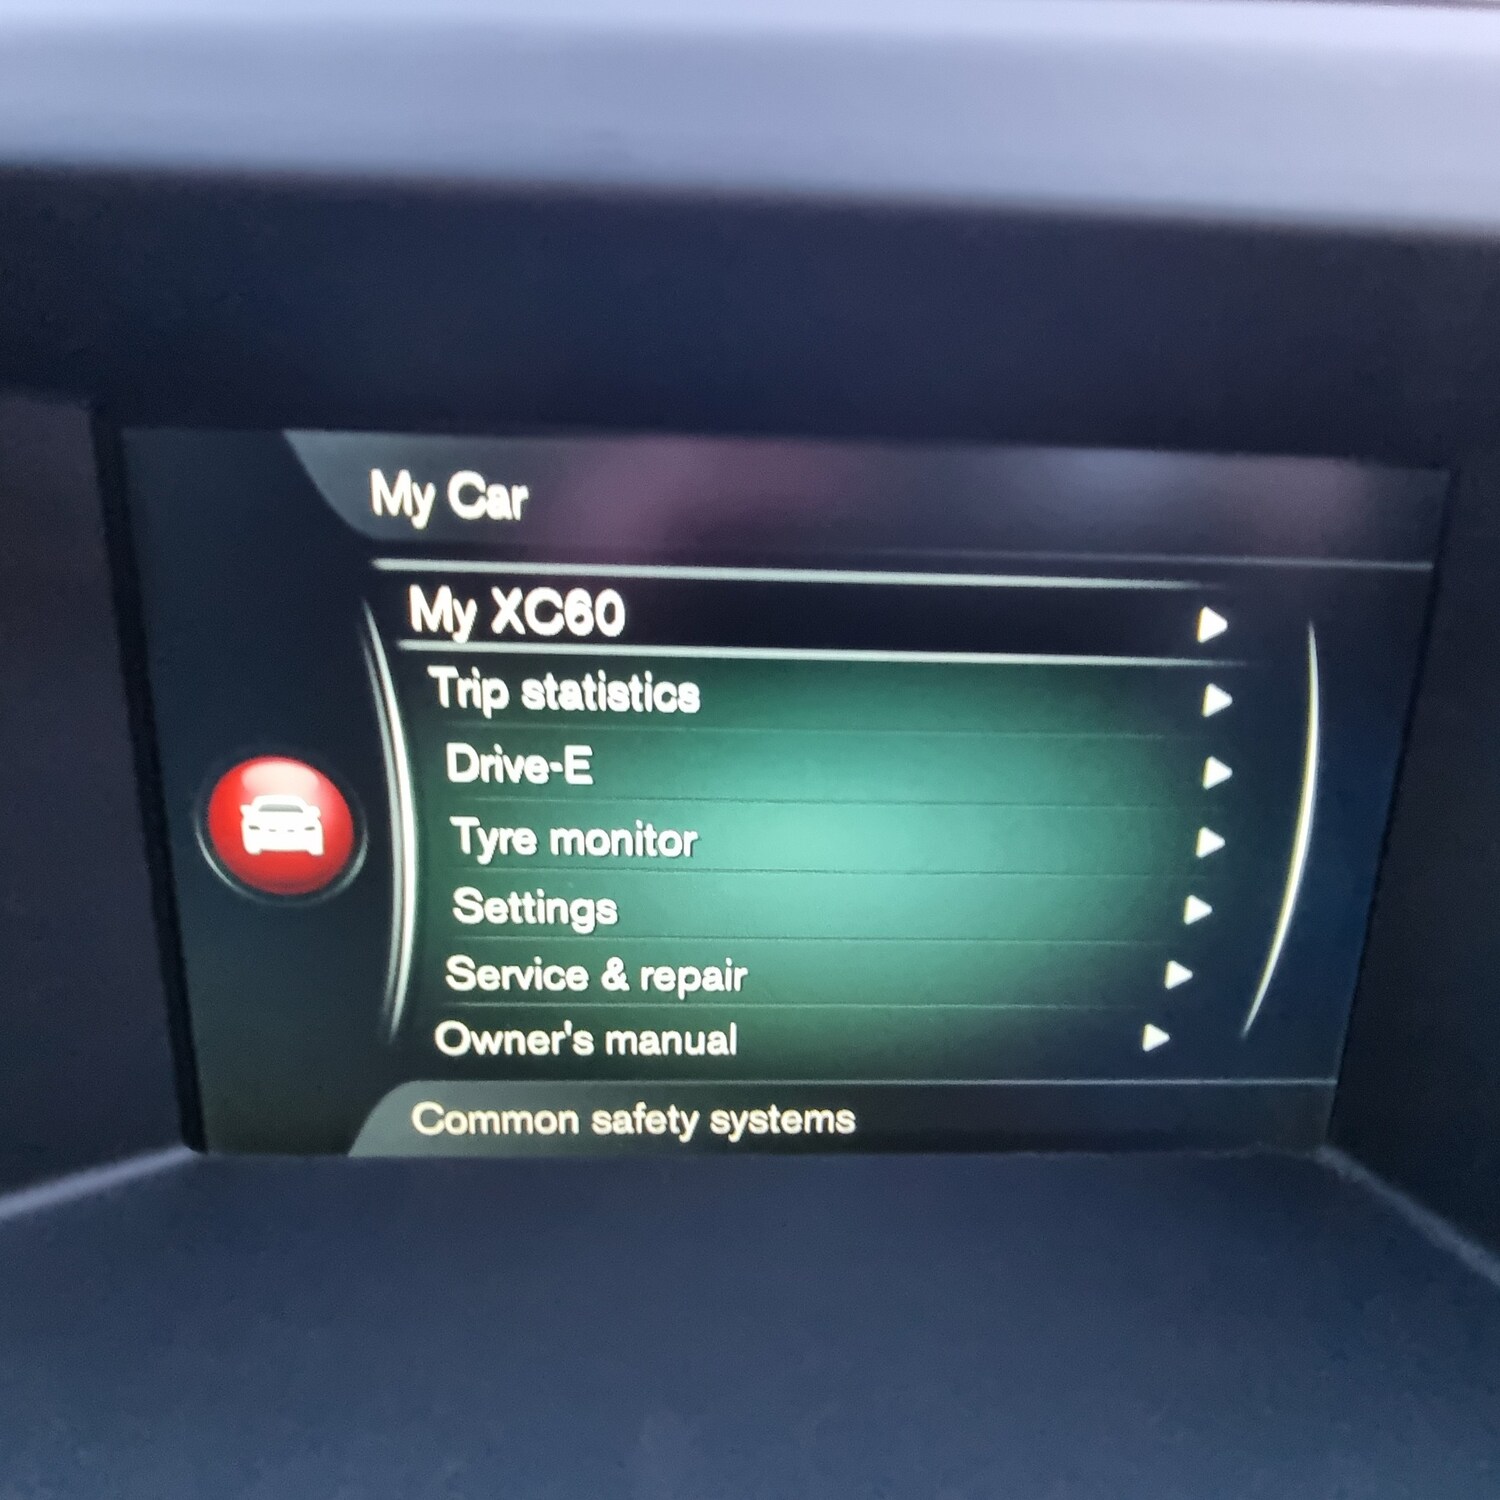 My Car
My XC60
Trip statistics
Drive-E
Tyre monitor
Settings
Service & repair
Owner's manual
Common safety systems